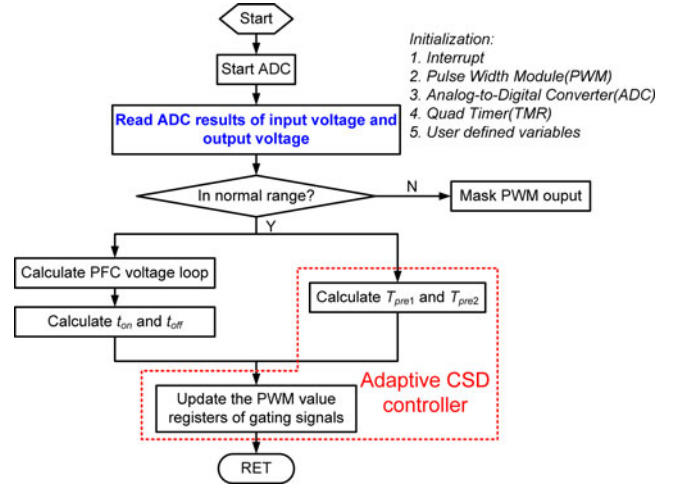 Start
Initialization:
1. Interrupt
2. Pulse Width Module(PWM)
3. Analog-to-Digital Converter(ADC)
4. Quad Timer(TMR)
5. User defined variables
Start ADC
Read ADC results of input voltage and
output voltage
In normal range?
N
Mask PWM ouput
Y
Calculate PFC voltage loop
Calculate ton and toff
Calculate Tpre1 and Tpre2
Update the PWM value
registers of gating signals
Adaptive CSD
controller
RET